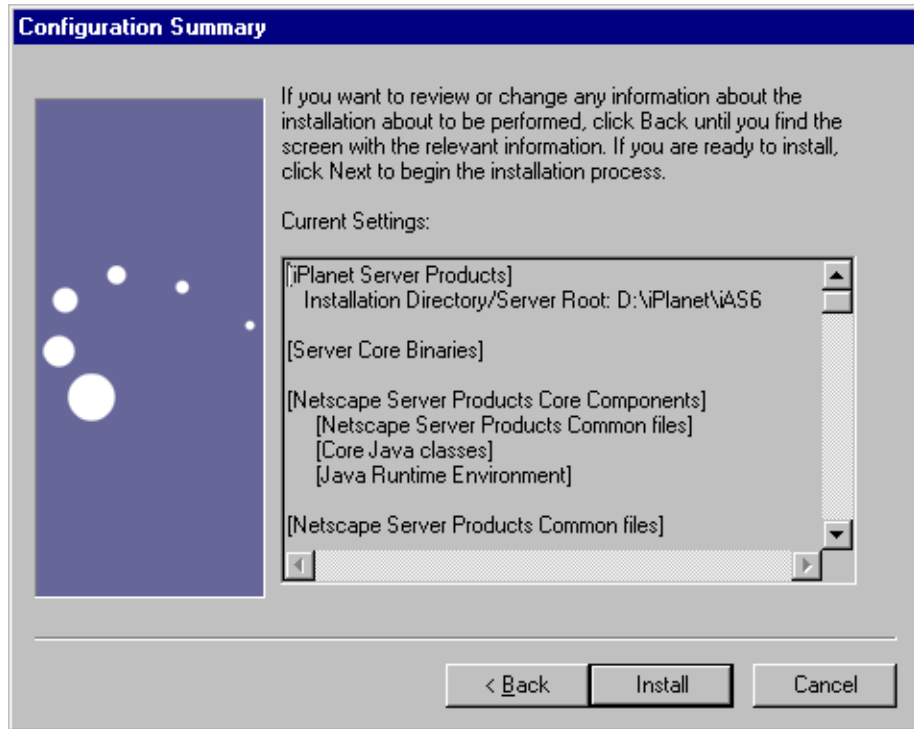 Configuration Summary
If you want to review or change any information about the
installation about to be performed, click Back until you find the
screen with the relevant information. If you are ready to install,
click Next to begin the installation process.
Current Settings:
[iPlanet Server Products]
Installation Directory/Server Root: D:\iPlanet\iAS6
[Server Core Binaries]
[Netscape Server Products Core Components]
[Netscape Server Products Common files]
[Core Java classes]
[Java Runtime Environment]
[Netscape Server Products Common files]
< Back Install Cancel